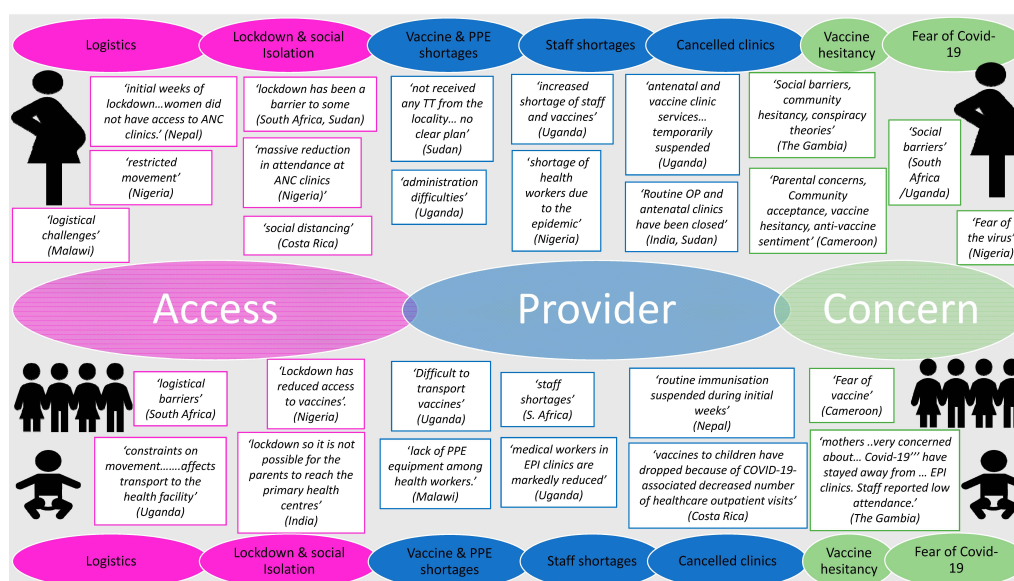 Logistics
Lockdown & social
Isolation
Vaccine & PPE
shortages
Staff shortages
Cancelled clinics
Vaccine
hesitancy
Fear of Covid-
19
‘initial weeks of
lockdown…women did
not have access to ANC
clinics.’ (Nepal)
‘restricted
movement’
(Nigeria)
‘logistical
challenges’
(Malawi)
‘lockdown has been a
barrier to some
(South Africa, Sudan)
‘massive reduction
in attendance at
ANC clinics
(Nigeria)’
‘social distancing’
(Costa Rica)
‘not received
any TT from the
locality… no
clear plan’
(Sudan)
‘administration
difficulties’
(Uganda)
‘increased
shortage of staff
and vaccines’
(Uganda)
‘shortage of
health
workers due
to the
epidemic’
(Nigeria)
‘antenatal and
vaccine clinic
services…
temporarily
suspended
(Uganda)
‘Routine OP and
antenatal clinics
have been closed’
(India, Sudan)
‘Social barriers,
community
hesitancy, conspiracy
theories’
(The Gambia)
‘Parental concerns,
Community
acceptance, vaccine
hesitancy, anti-vaccine
sentiment’ (Cameroon)
‘Social
barriers’
(South
Africa
/Uganda)
‘Fear of
the virus’
(Nigeria)
Access
Provider
Concern
‘logistical
barriers’
(South Africa)
‘constraints on
movement…….affects
transport to the
health facility’
(Uganda)
‘Lockdown has
reduced access
to vaccines’.
(Nigeria)
‘lockdown so it is not
possible for the
parents to reach the
primary health
centres’
(India)
‘Difficult to
transport
vaccines’
(Uganda)
‘lack of PPE
equipment among
health workers.’
(Malawi)
‘staff
shortages’
(S. Africa)
‘medical workers in
EPI clinics are
markedly reduced’
(Uganda)
‘routine immunisation
suspended during initial
weeks’
(Nepal)
‘vaccines to children have
dropped because of COVID-19-
associated decreased number
of healthcare outpatient visits’
(Costa Rica)
‘Fear of
vaccine’
(Cameroon)
‘mothers ..very concerned
about… Covid-19’’’ have
stayed away from … EPI
clinics. Staff reported low
attendance.’
(The Gambia)
Logistics
Lockdown & social
Isolation
Vaccine & PPE
shortages
Staff shortages
Cancelled clinics
Vaccine
hesitancy
Fear of Covid-
19